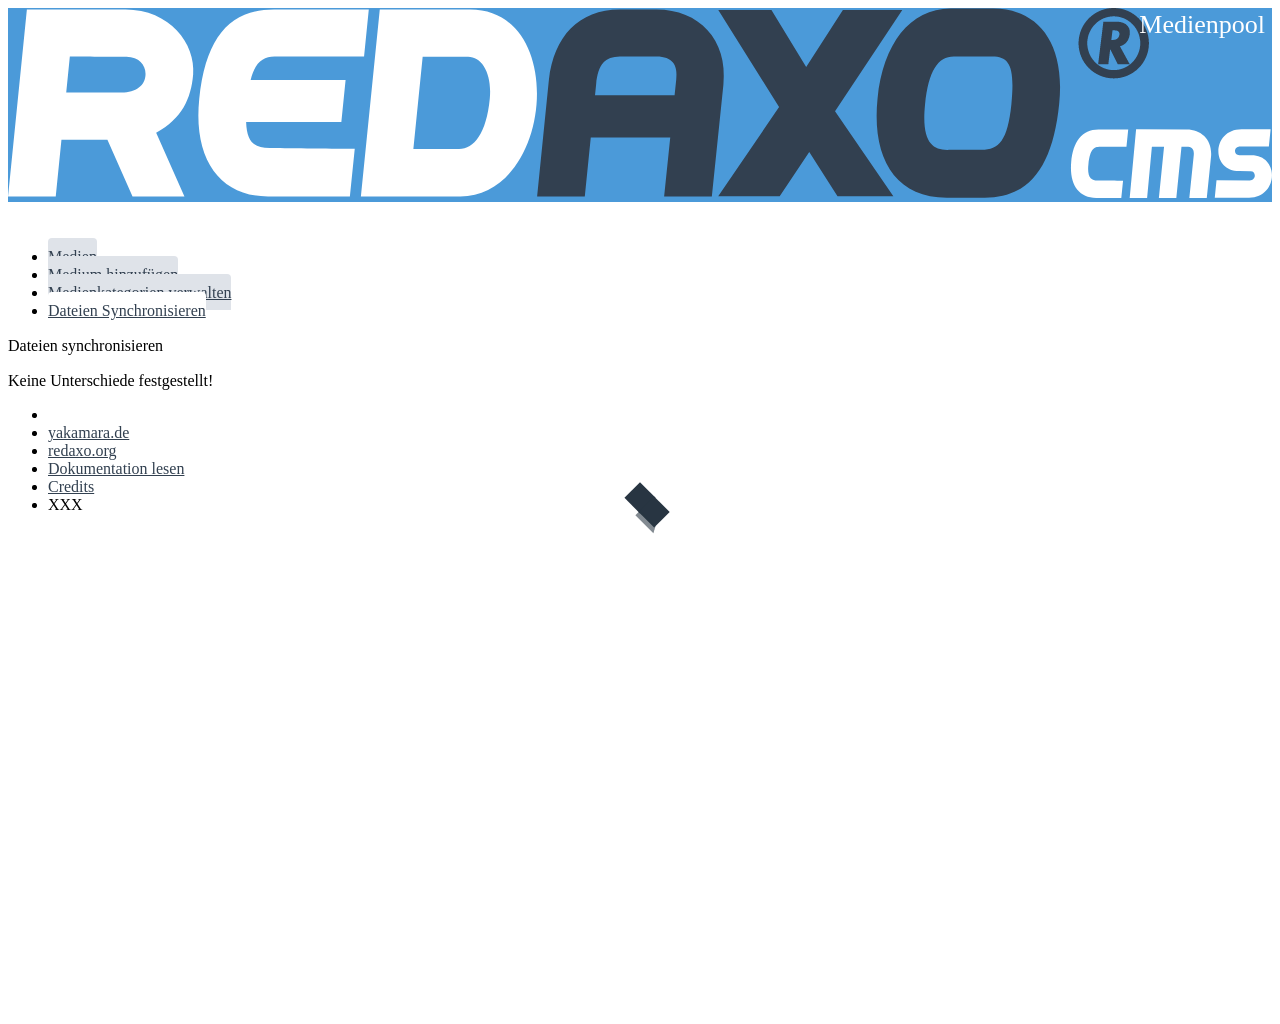 REDAXO®
cms
Medienpool
Medien
Medium hinzufügen
Medienkategorien verwalten
Dateien Synchronisieren
Dateien synchronisieren
Keine Unterschiede festgestellt!
yakamara.de
redaxo.org
Dokumentation lesen
Credits
XXX